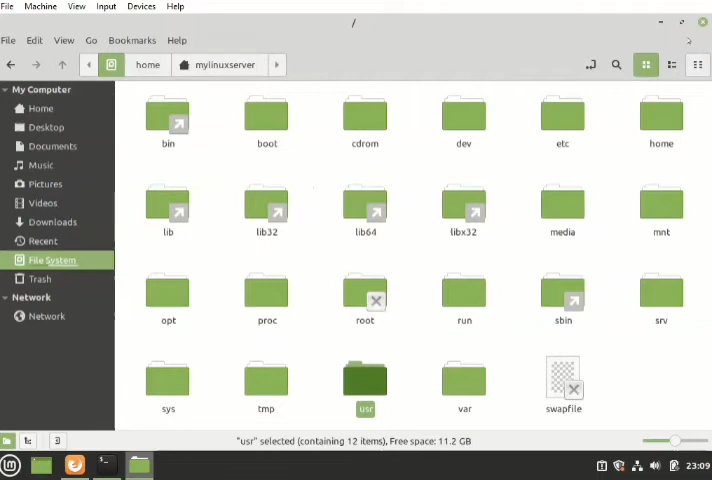 File Machine View Input Devices Help
/
File Edit View Go Bookmarks Help
home mylinuxserver
My Computer
Home
Desktop
Documents
Music
Pictures
Videos
Downloads
Recent
File System
Trash
Network
Network
bin boot cdrom dev etc home
lib lib32 lib64 libx32 media mnt
opt proc root run sbin srv
sys tmp usr var swapfile
"usr" selected (containing 12 items), Free space: 11.2 GB
23:09